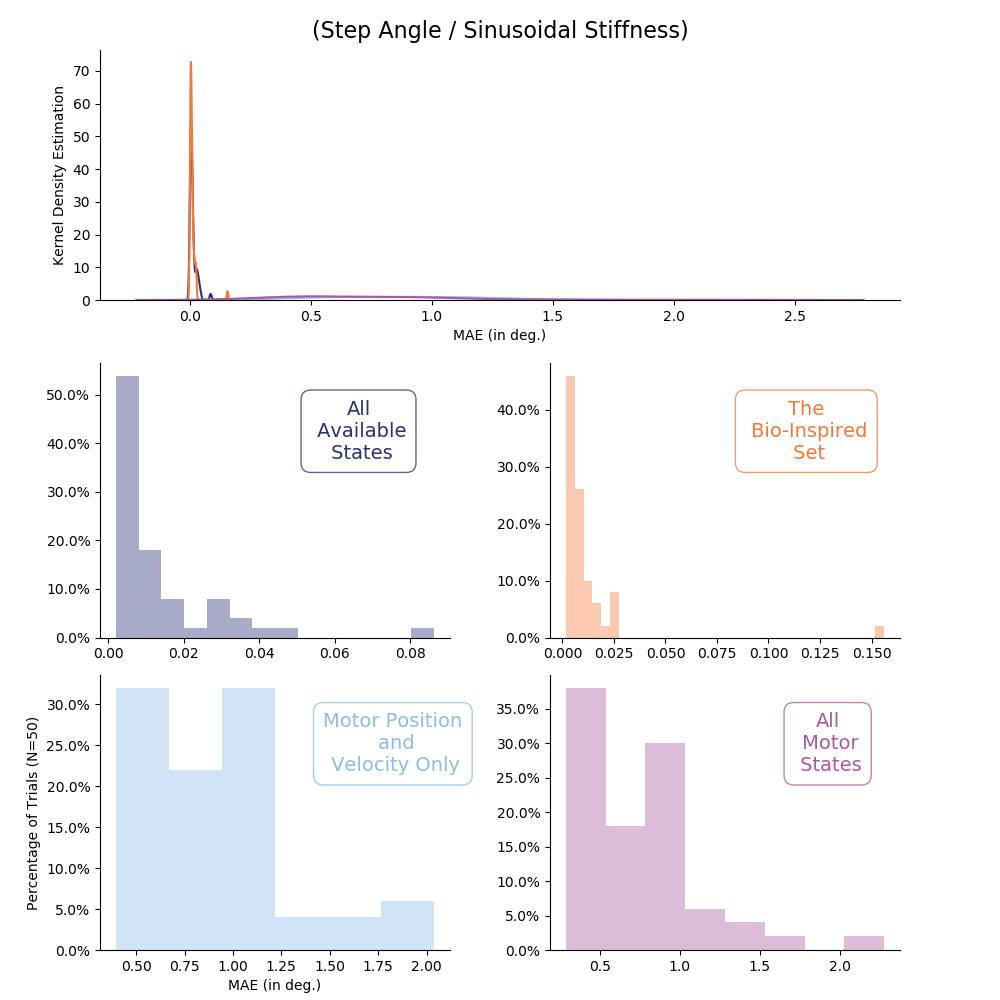 (Step Angle / Sinusoidal Stiffness)
Kernel Density Estimation
70
60
50
40
30
20
10
0
0.0 0.5 1.0 1.5 2.0 2.5
MAE (in deg.)
All
Available
States
50.0%
40.0%
30.0%
20.0%
10.0%
0.0%
0.00 0.02 0.04 0.06 0.08
The
Bio-Inspired
Set
40.0%
30.0%
20.0%
10.0%
0.0%
0.000 0.025 0.050 0.075 0.100 0.125 0.150
Motor Position
and
Velocity Only
Percentage of Trials (N=50)
30.0%
25.0%
20.0%
15.0%
10.0%
5.0%
0.0%
0.50 0.75 1.00 1.25 1.50 1.75 2.00
MAE (in deg.)
All
Motor
States
35.0%
30.0%
25.0%
20.0%
15.0%
10.0%
5.0%
0.0%
0.5 1.0 1.5 2.0